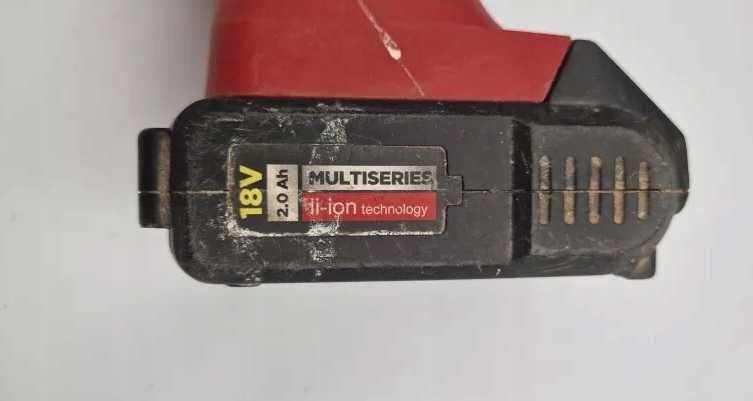 18V
2.0 Ah
MULTISERIES
li-ion technology